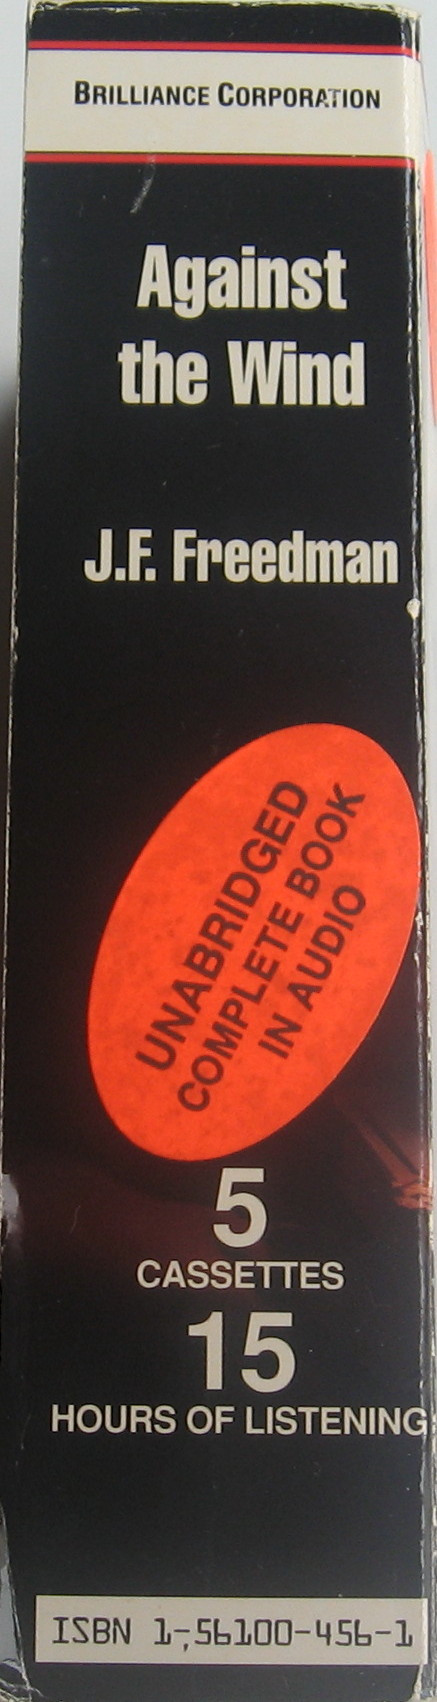 BRILLIANCE CORPORATION
Against
the Wind
J.F. Freedman
UNABRIDGED
COMPLETE BOOK
IN AUDIO
5
CASSETTES
15
HOURS OF LISTENING
ISBN 1-56100-456-1